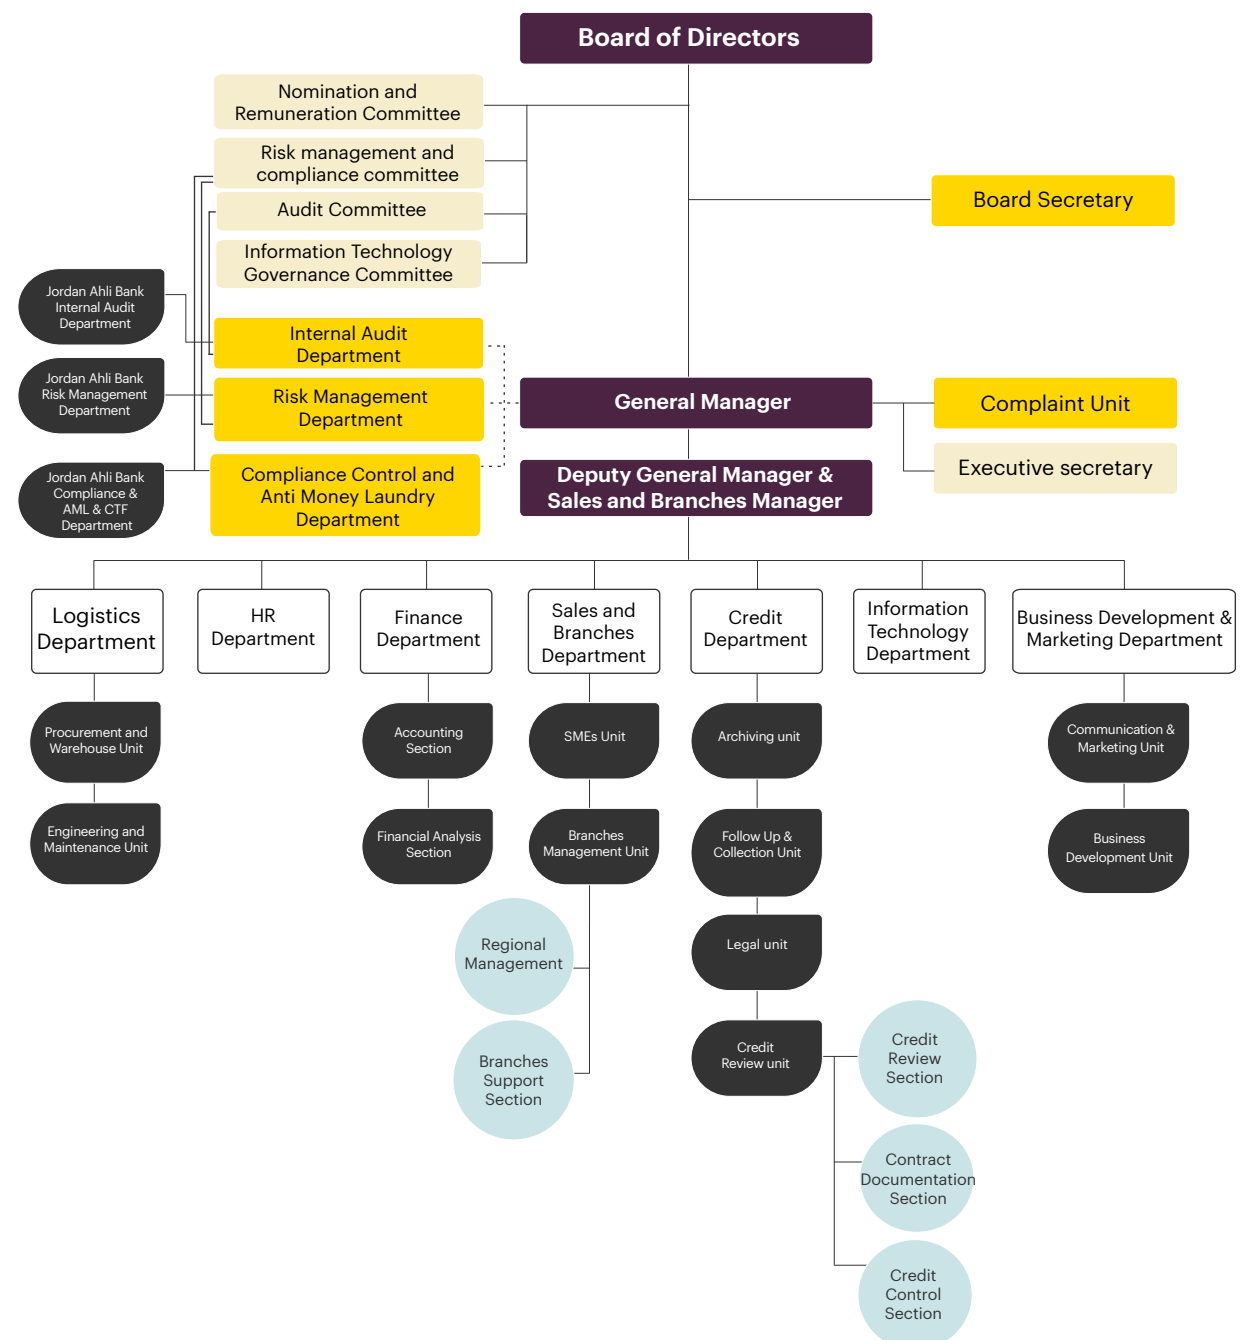 Board of Directors
Nomination and
Remuneration Committee
Risk management and
compliance committee
Audit Committee
Information Technology
Governance Committee
Board Secretary
Jordan Ahli Bank
Internal Audit
Department
Internal Audit
Department
Jordan Ahli Bank
Risk Management
Department
Risk Management
Department
General Manager
Complaint Unit
Executive secretary
Jordan Ahli Bank
Compliance &
AML & CTF
Department
Compliance Control and
Anti Money Laundry
Department
Deputy General Manager &
Sales and Branches Manager
Logistics
Department
HR
Department
Finance
Department
Sales and
Branches
Department
Credit
Department
Information
Technology
Department
Business Development &
Marketing Department
Procurement and
Warehouse Unit
Accounting
Section
SMEs Unit
Archiving unit
Communication &
Marketing Unit
Engineering and
Maintenance Unit
Financial Analysis
Section
Branches
Management Unit
Follow Up &
Collection Unit
Business
Development Unit
Regional
Management
Legal unit
Branches
Support
Section
Credit
Review unit
Credit
Review
Section
Contract
Documentation
Section
Credit
Control
Section